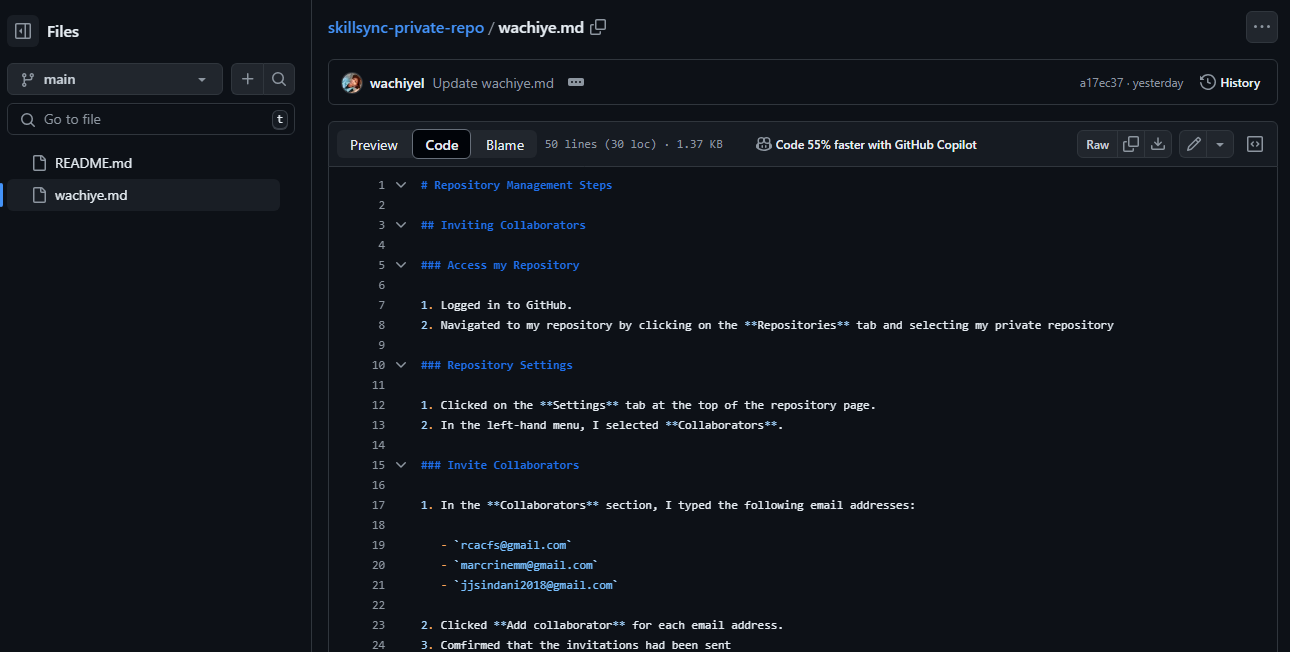 Files
main
Go to file
t
README.md
wachiye.md
skillsync-private-repo / wachiye.md
wachiyel Update wachiye.md
a17ec37 · yesterday
History
Preview
Code
Blame
50 lines (30 loc) · 1.37 KB
Code 55% faster with GitHub Copilot
Raw
1 # Repository Management Steps
2
3 ## Inviting Collaborators
4
5 ### Access my Repository
6
7 1. Logged in to GitHub.
8 2. Navigated to my repository by clicking on the **Repositories** tab and selecting my private repository
9
10 ### Repository Settings
11
12 1. Clicked on the **Settings** tab at the top of the repository page.
13 2. In the left-hand menu, I selected **Collaborators**.
14
15 ### Invite Collaborators
16
17 1. In the **Collaborators** section, I typed the following email addresses:
18
19 - `rcacfs@gmail.com`
20 - `marcrinemm@gmail.com`
21 - `jjsindani2018@gmail.com`
22
23 2. Clicked **Add collaborator** for each email address.
24 3. Comfirmed that the invitations had been sent